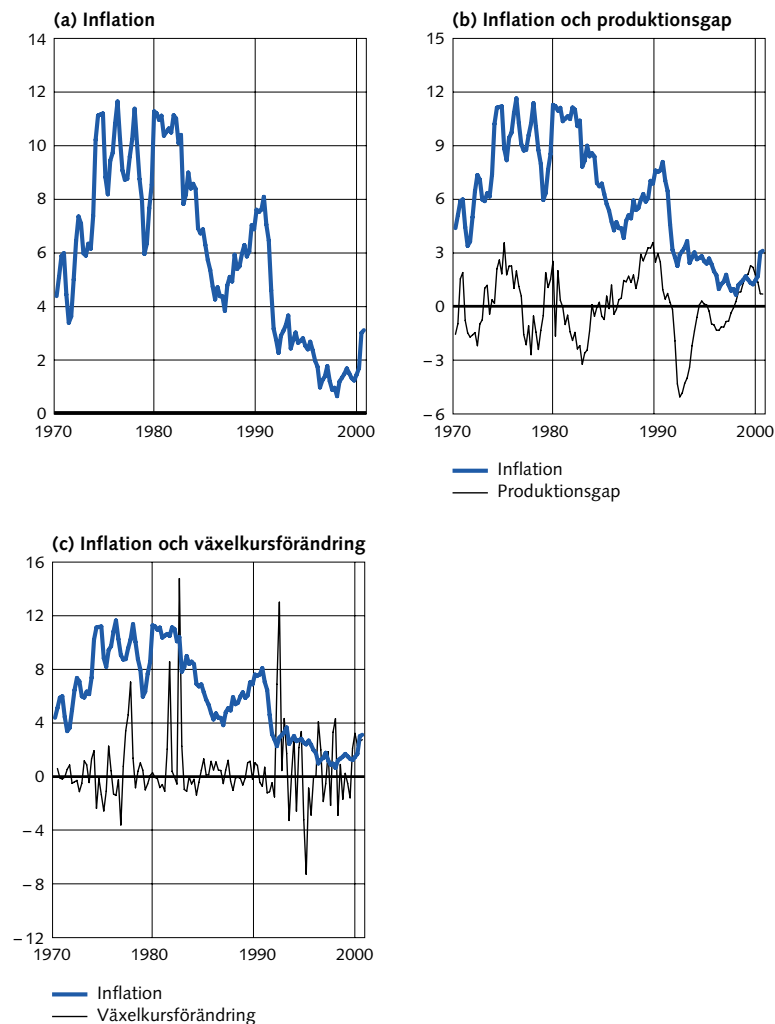 (a) Inflation
14
12
10
8
6
4
2
0
1970 1980 1990 2000
(b) Inflation och produktionsgap
15
12
9
6
3
0
– 3
– 6
1970 1980 1990 2000
Inflation
Produktionsgap
(c) Inflation och växelkursförändring
16
12
8
4
0
– 4
– 8
– 12
1970 1980 1990 2000
Inflation
Växelkursförändring